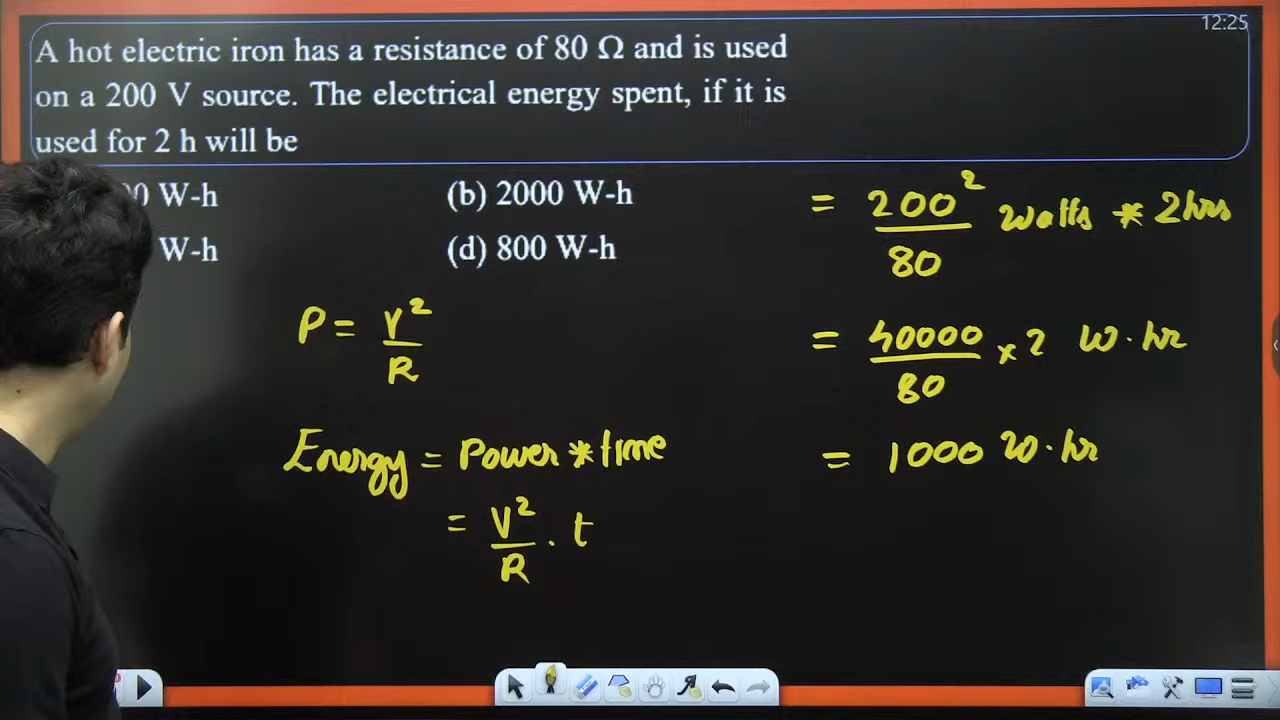 12:25
A hot electric iron has a resistance of 80 Ω and is used
on a 200 V source. The electrical energy spent, if it is
used for 2 h will be
W-h
(b) 2000 W-h
W-h
(d) 800 W-h
P = V²/R
Energy = Power * time
= V²/R . t
= 200²/80 watts * 2 hrs
= 40000/80 × 2 W.hr
= 1000 W.hr